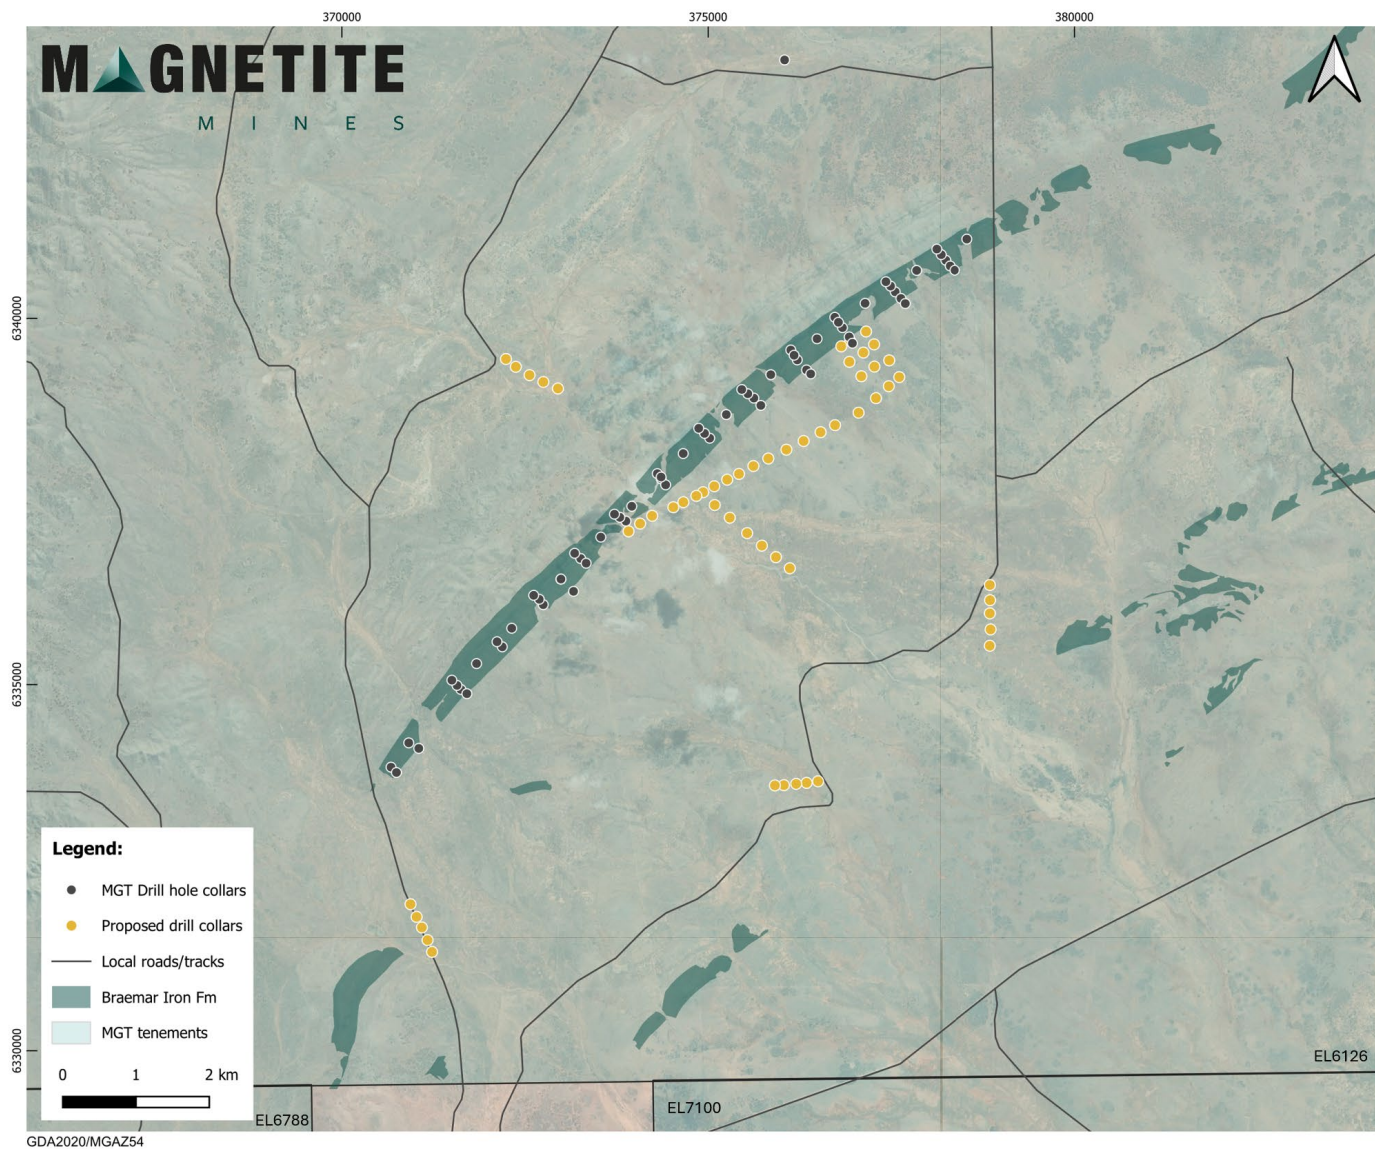 370000
375000
380000
MAGNETITE
MINES
6340000
6335000
6330000
Legend:
MGT Drill hole collars
Proposed drill collars
Local roads/tracks
Braemar Iron Fm
MGT tenements
0 1 2 km
EL6126
EL7100
EL6788
GDA2020/MGAZ54